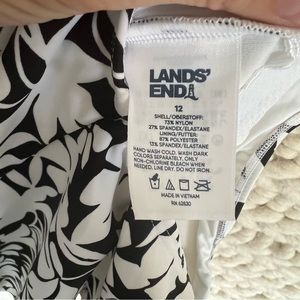 LANDS'
END
12
SHELL/OBERSTOFF:
73% NYLON
27% SPANDEX/ELASTANE
LINING/FUTTER:
87% POLYESTER
13% SPANDEX/ELASTANE
HAND WASH COLD. WASH DARK
COLORS SEPARATELY. ONLY
NON-CHLORINE BLEACH WHEN
NEEDED. LINE DRY. DO NOT IRON.
MADE IN VIETNAM
RN 62830